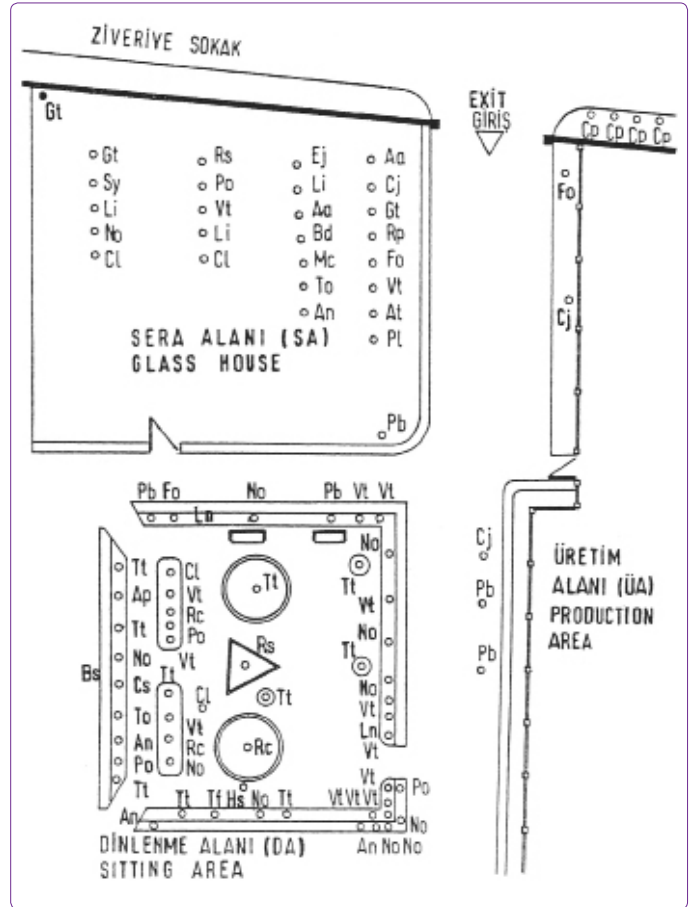 ZİVERİYE SOKAK
EXİT
GİRİŞ
Cp Cp Cp Cp
Gt
Gt Rs Ej Aa
Sy Po Li Cj
Li Vt Aa Gt
No Li Bd Rp
Cl Cl Mc Fo
To Vt
An At
Pl
Fo
Cj
SERA ALANI (SA)
GLASS HOUSE
Pb
Pb Fo No Pb Vt Vt
Ln
No
Tt Cl Tt Tt
Ap Vt Vt
Rc
Tt Po No
Rs Tt
No Vt
Bs Tt No
Cs Cl Tt Vt
To Vt Ln
An Rc Rc Vt
Po No
Tt Vt
Hs Po
Tt Tf No Tt Vt Vt Vt
An No
An No No
DİNLENME ALANI (DA)
SITTING AREA
Cj
Pb
Pb
ÜRETİM
ALANI (ÜA)
PRODUCTION
AREA